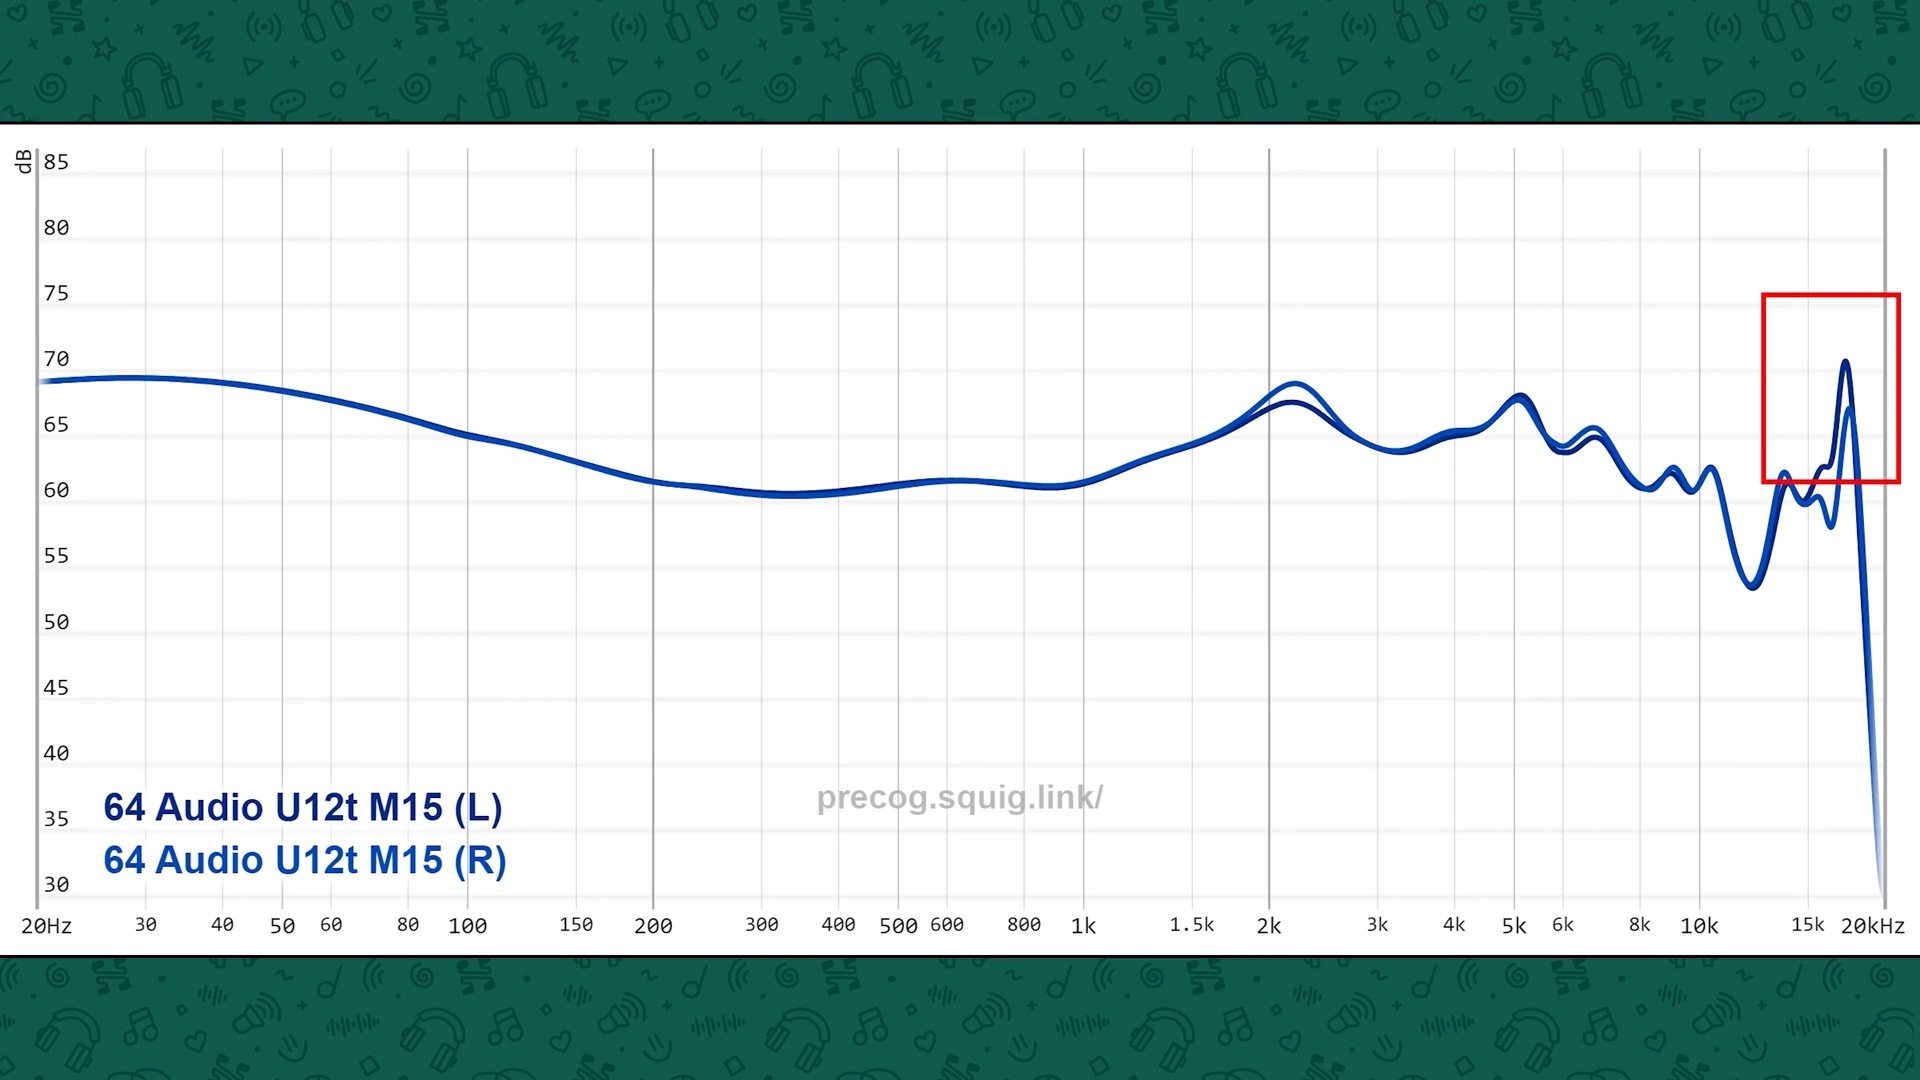 dB
85
80
75
70
65
60
55
50
45
40
35
30
64 Audio U12t M15 (L)
64 Audio U12t M15 (R)
precog.squig.link/
20Hz 30 40 50 60 80 100 150 200 300 400 500 600 800 1k 1.5k 2k 3k 4k 5k 6k 8k 10k 15k 20kHz